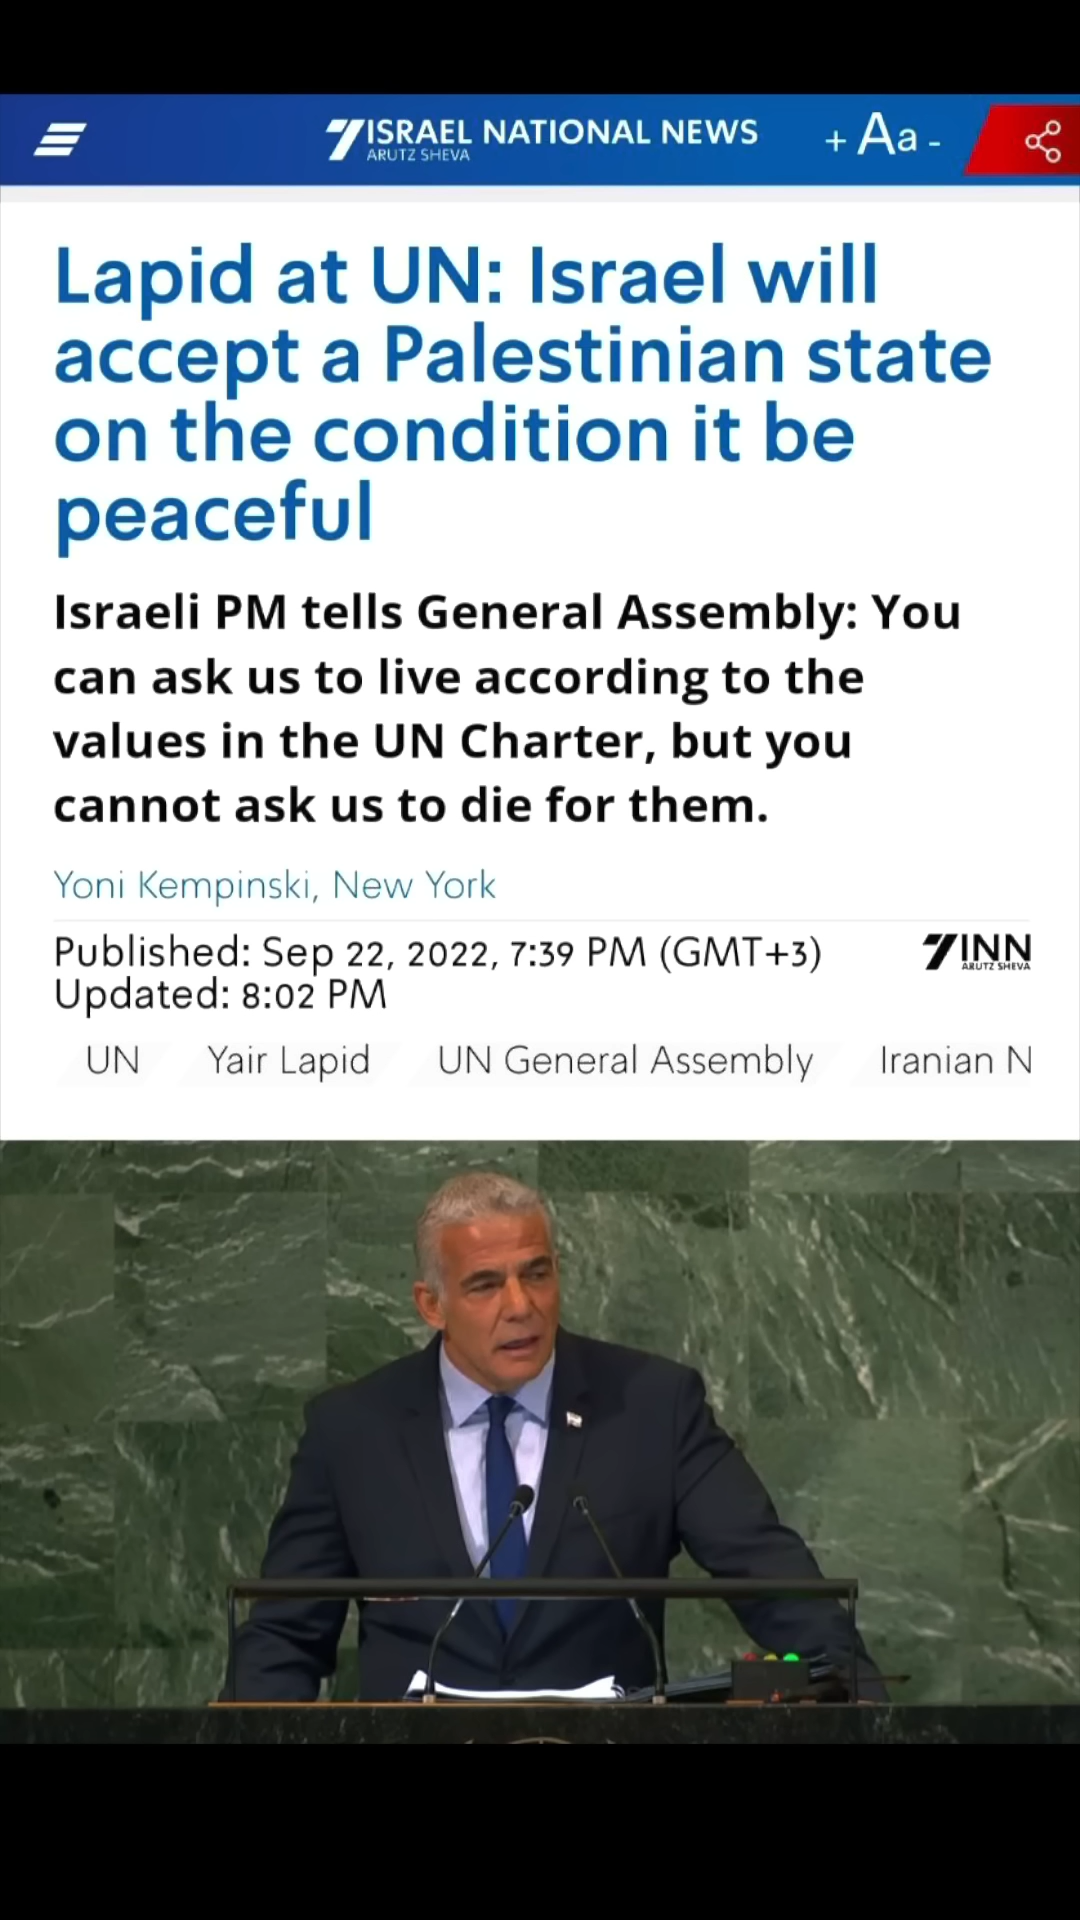 ISRAEL NATIONAL NEWS
ARUTZ SHEVA
+ Aa -
Lapid at UN: Israel will
accept a Palestinian state
on the condition it be
peaceful
Israeli PM tells General Assembly: You
can ask us to live according to the
values in the UN Charter, but you
cannot ask us to die for them.
Yoni Kempinski, New York
Published: Sep 22, 2022, 7:39 PM (GMT+3)
Updated: 8:02 PM
7INN
ARUTZ SHEVA
UN Yair Lapid UN General Assembly Iranian N